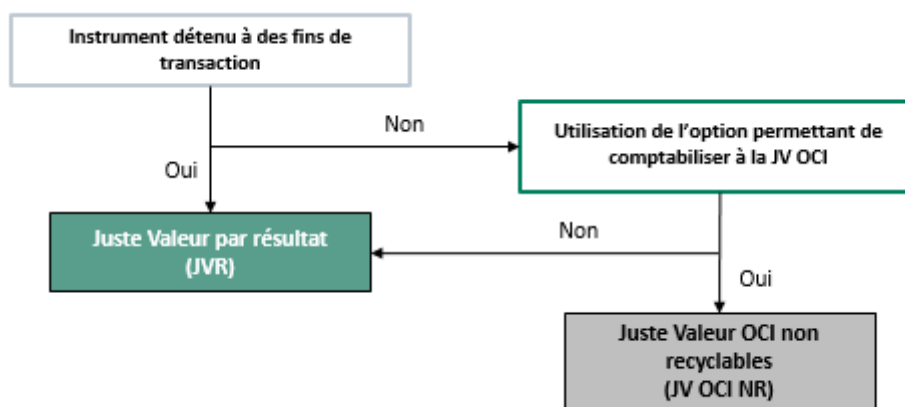 Instrument détenu à des fins de
transaction
Non
Utilisation de l'option permettant de
comptabiliser à la JV OCI
Oui
Juste Valeur par résultat
(JVR)
Non
Oui
Juste Valeur OCI non
recyclables
(JV OCI NR)